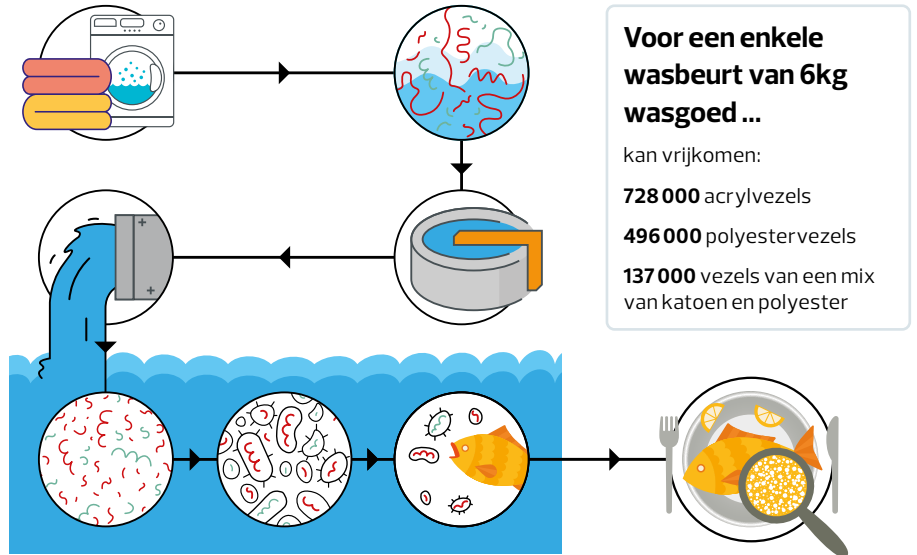 Voor een enkele
wasbeurt van 6kg
wasgoed ...
kan vrijkomen:
728 000 acrylvezels
496 000 polyestervezels
137 000 vezels van een mix
van katoen en polyester